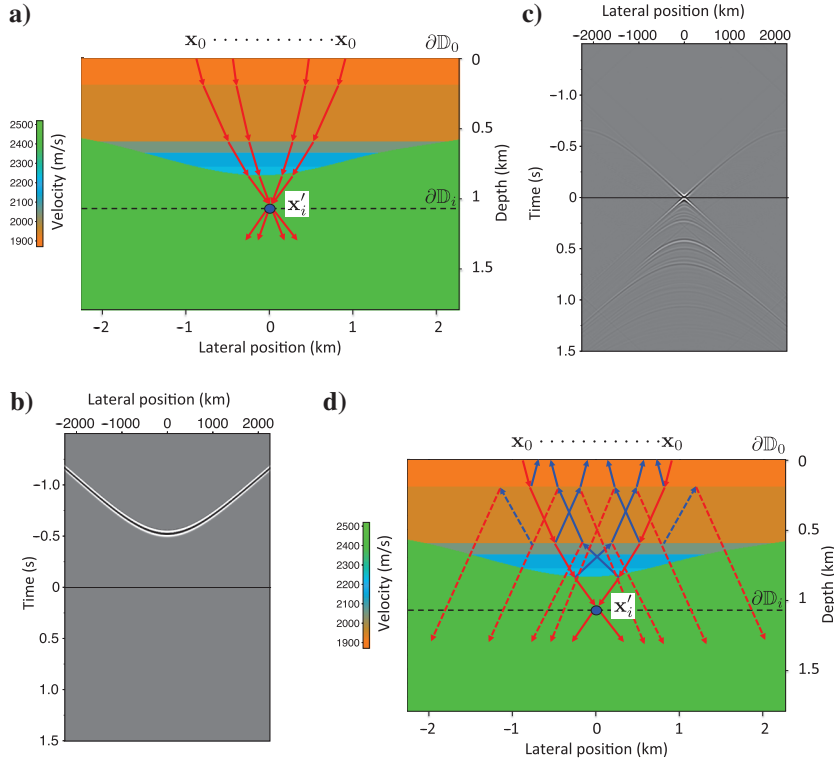 a)
x₀ · · · · · · · · · · · · x₀
∂𝔻₀
0
0.5
1.0
1.5
Depth (km)
2500
2400
2300
2200
2100
2000
1900
Velocity (m/s)
x′ᵢ
∂𝔻ᵢ
−2 −1 0 1 2
Lateral position (km)
c)
Lateral position (km)
−2000 −1000 0 1000 2000
−1.0
−0.5
0
0.5
1.0
1.5
Time (s)
b)
Lateral position (km)
−2000 −1000 0 1000 2000
−1.0
−0.5
0
0.5
1.0
1.5
Time (s)
d)
x₀ · · · · · · · · · · · · x₀
∂𝔻₀
0
0.5
1.0
1.5
Depth (km)
2500
2400
2300
2200
2100
2000
1900
Velocity (m/s)
x′ᵢ
∂𝔻ᵢ
−2 −1 0 1 2
Lateral position (km)